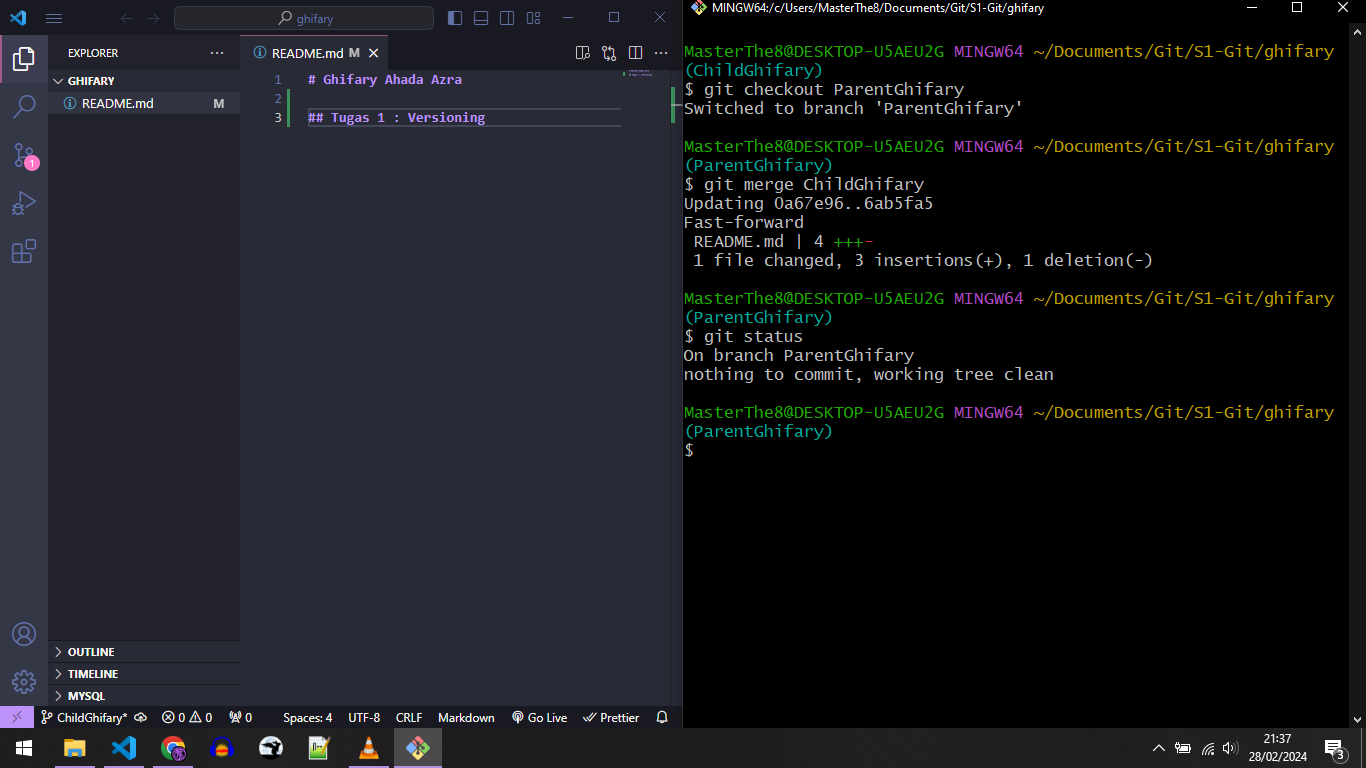 ghifary
EXPLORER
GHIFARY
README.md M
README.md M
1 # Ghifary Ahada Azra
2
3 ## Tugas 1 : Versioning
1
OUTLINE
TIMELINE
MYSQL
ChildGhifary* 0 0 0 Spaces: 4 UTF-8 CRLF Markdown Go Live Prettier
MINGW64:/c/Users/MasterThe8/Documents/Git/S1-Git/ghifary
MasterThe8@DESKTOP-U5AEU2G MINGW64 ~/Documents/Git/S1-Git/ghifary
(ChildGhifary)
$ git checkout ParentGhifary
Switched to branch 'ParentGhifary'
MasterThe8@DESKTOP-U5AEU2G MINGW64 ~/Documents/Git/S1-Git/ghifary
(ParentGhifary)
$ git merge ChildGhifary
Updating 0a67e96..6ab5fa5
Fast-forward
README.md | 4 +++-
1 file changed, 3 insertions(+), 1 deletion(-)
MasterThe8@DESKTOP-U5AEU2G MINGW64 ~/Documents/Git/S1-Git/ghifary
(ParentGhifary)
$ git status
On branch ParentGhifary
nothing to commit, working tree clean
MasterThe8@DESKTOP-U5AEU2G MINGW64 ~/Documents/Git/S1-Git/ghifary
(ParentGhifary)
$
21:37
28/02/2024
3